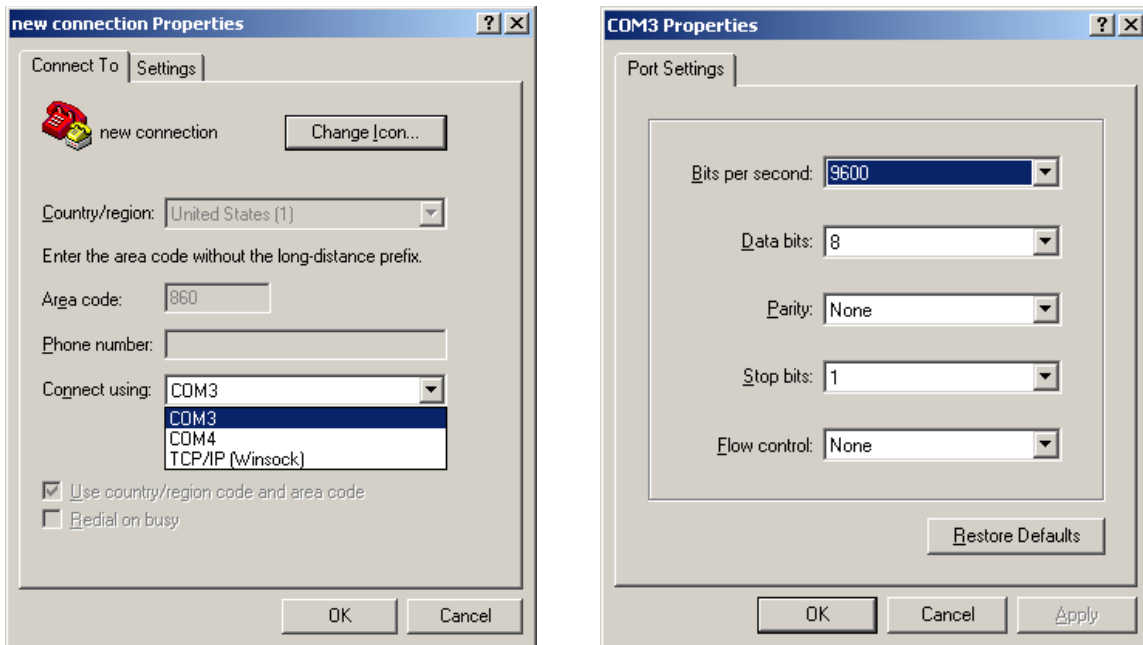 new connection Properties
Connect To
Settings
new connection
Change Icon...
Country/region: United States (1)
Enter the area code without the long-distance prefix.
Area code: 860
Phone number:
Connect using: COM3
COM3
COM4
TCP/IP (Winsock)
Use country/region code and area code
Redial on busy
OK
Cancel
COM3 Properties
Port Settings
Bits per second: 9600
Data bits: 8
Parity: None
Stop bits: 1
Flow control: None
Restore Defaults
OK
Cancel
Apply